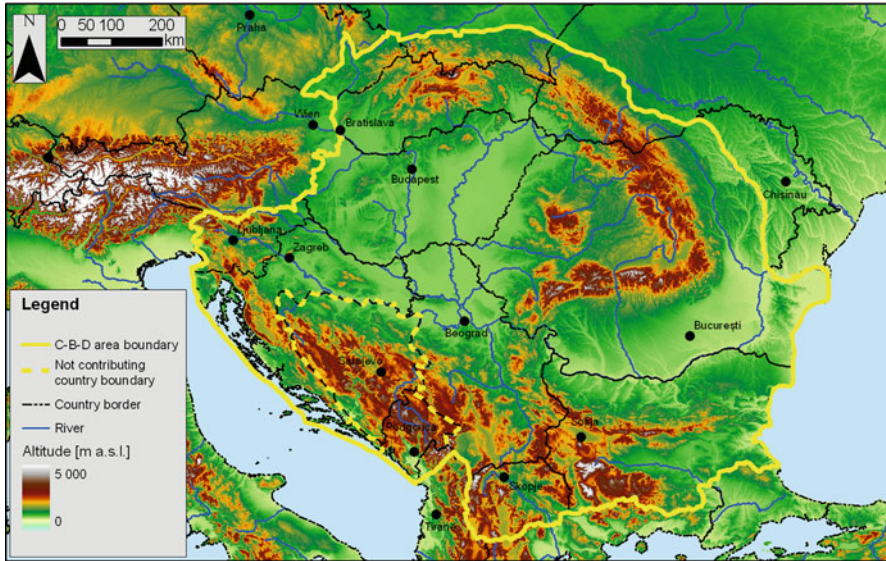 N
0 50 100 200
km
Praha
Wien
Bratislava
Budapest
Chisinau
Ljubljana
Zagreb
Beograd
București
Sarajevo
Podgorica
Sofia
Skopje
Tirane
Legend
C-B-D area boundary
Not contributing
country boundary
Country border
River
Altitude [m a.s.l.]
5 000
0